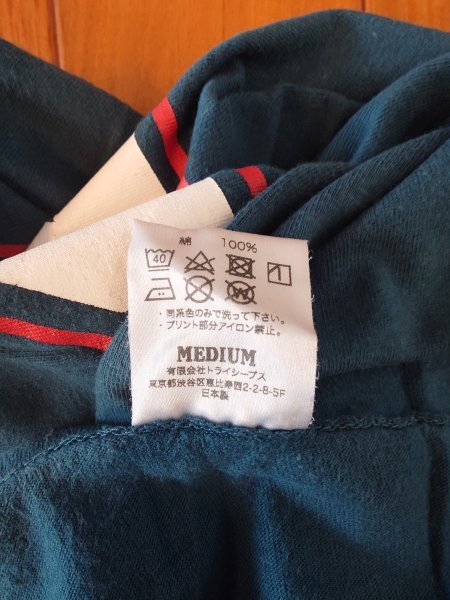 綿 100%
40
W
・同系色のみで洗って下さい。
・プリント部分アイロン禁止。
MEDIUM
有限会社トライシープス
東京都渋谷区恵比寿西2-2-8-5F
日本製